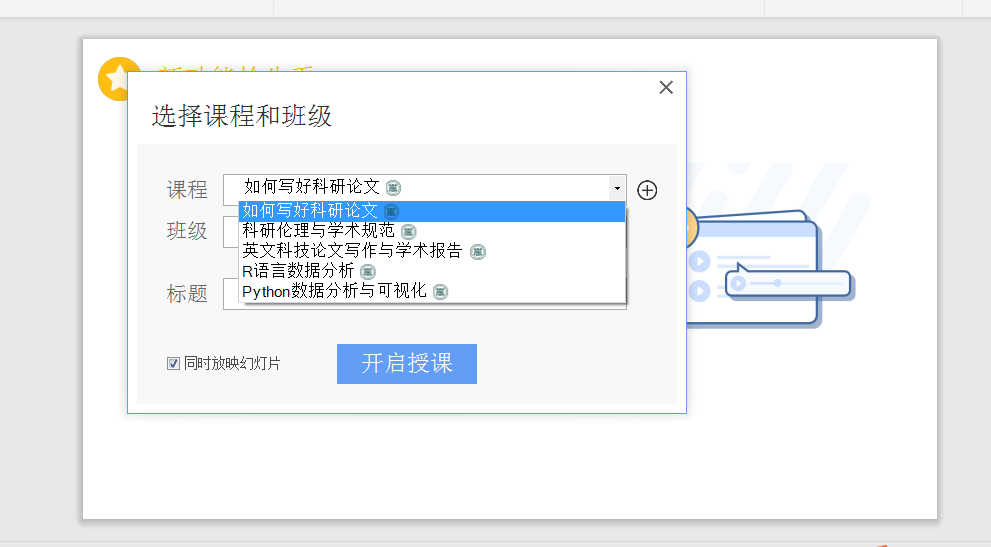 选择课程和班级
课程 如何写好科研论文
如何写好科研论文
班级
科研伦理与学术规范
英文科技论文写作与学术报告
R语言数据分析
标题
Python数据分析与可视化
同时放映幻灯片
开启授课